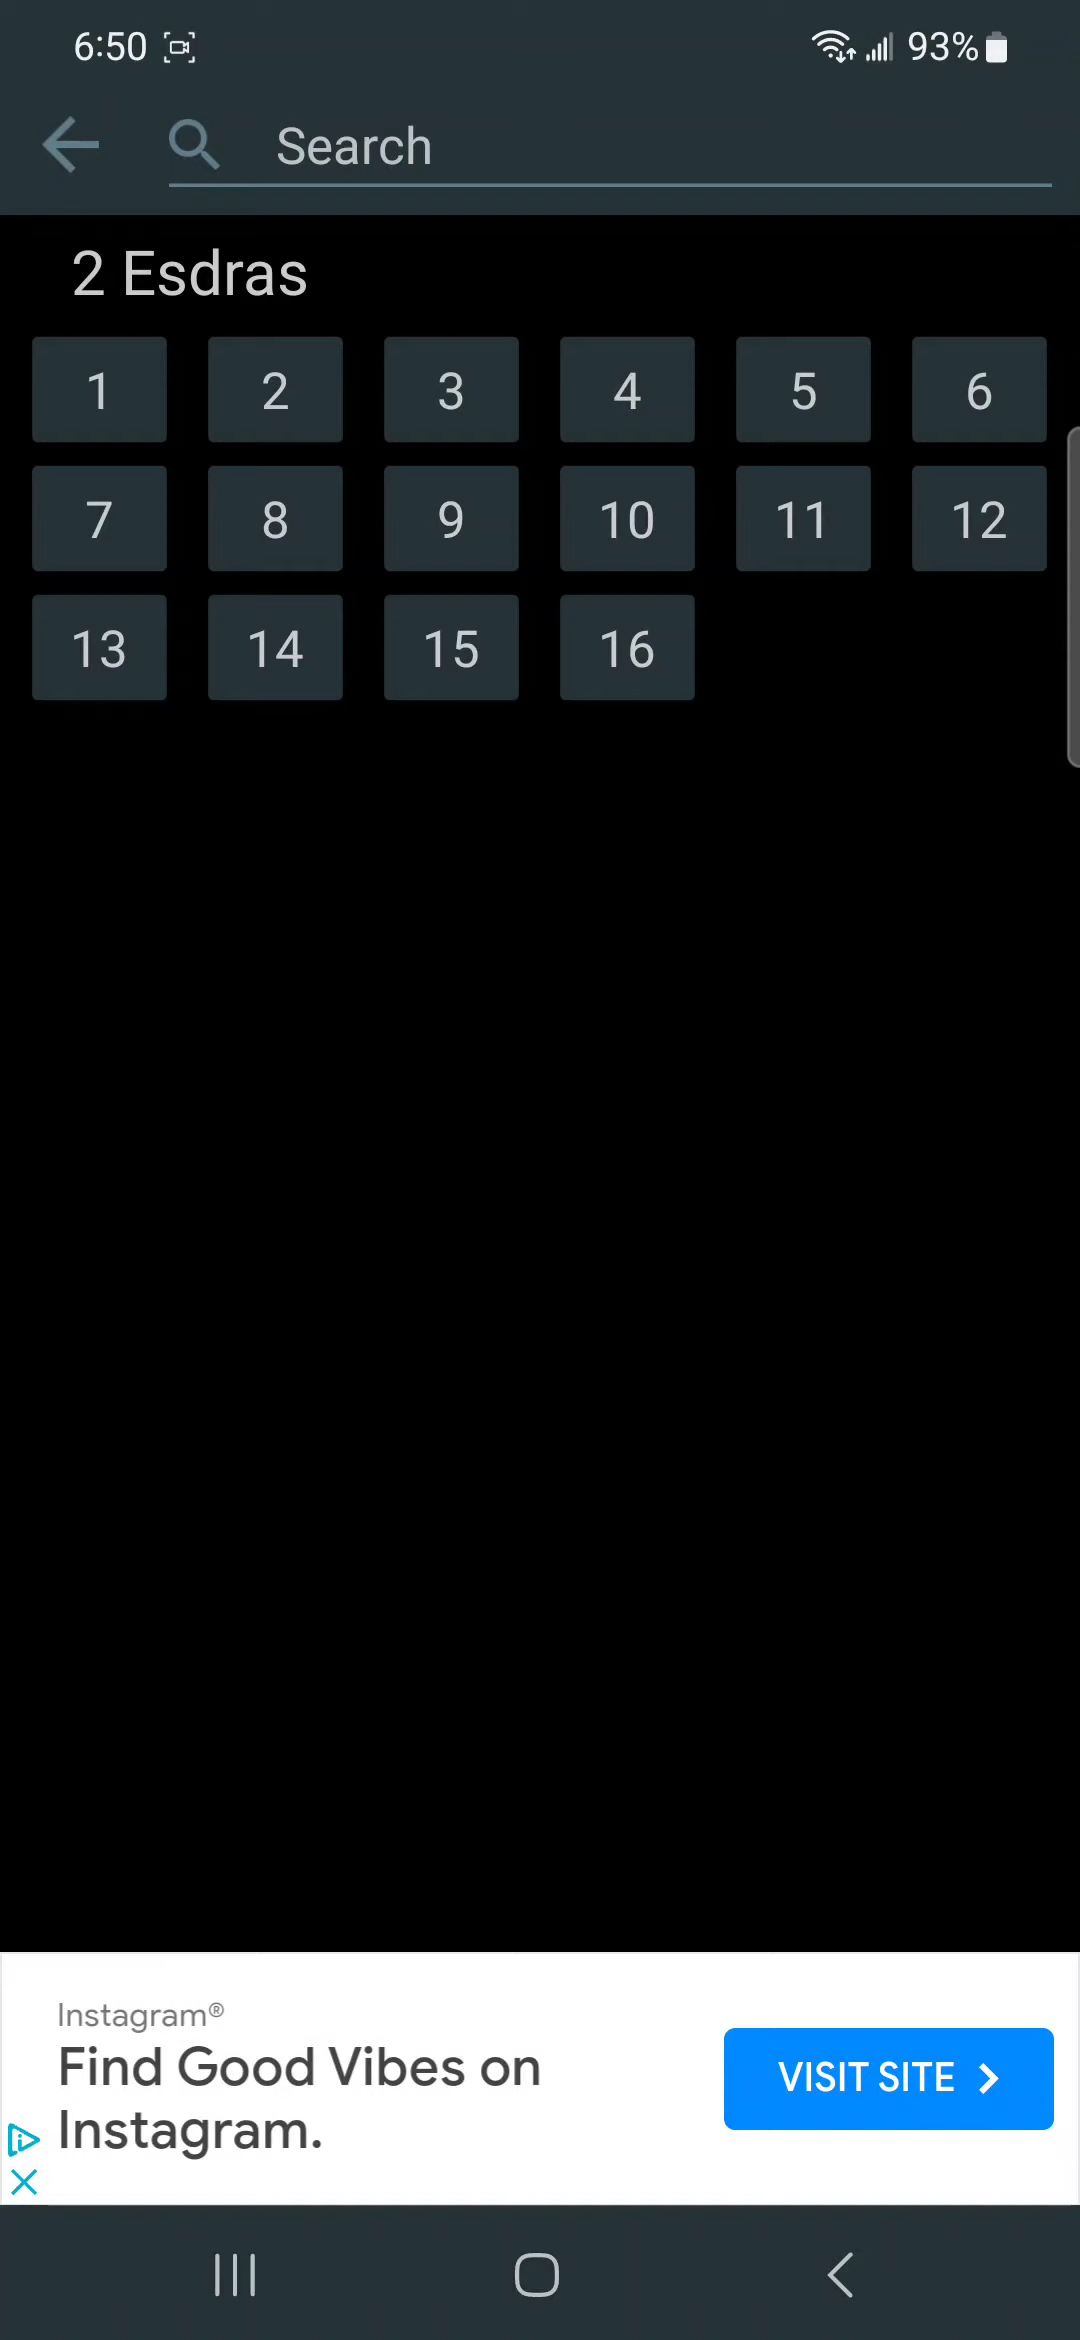 6:50 93%
Search
2 Esdras
1 2 3 4 5 6
7 8 9 10 11 12
13 14 15 16
Instagram®
Find Good Vibes on
Instagram.
VISIT SITE